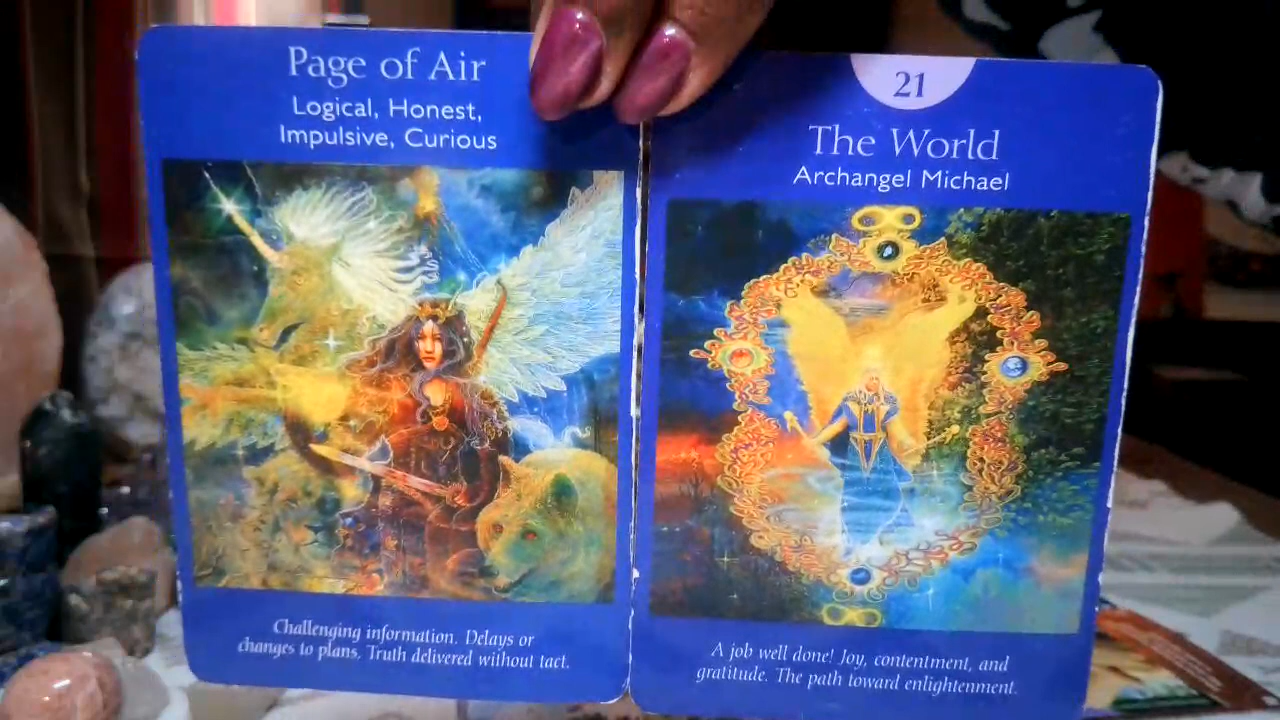 Page of Air
Logical, Honest,
Impulsive, Curious
Challenging information. Delays or
changes to plans. Truth delivered without tact.
21
The World
Archangel Michael
A job well done! Joy, contentment, and
gratitude. The path toward enlightenment.